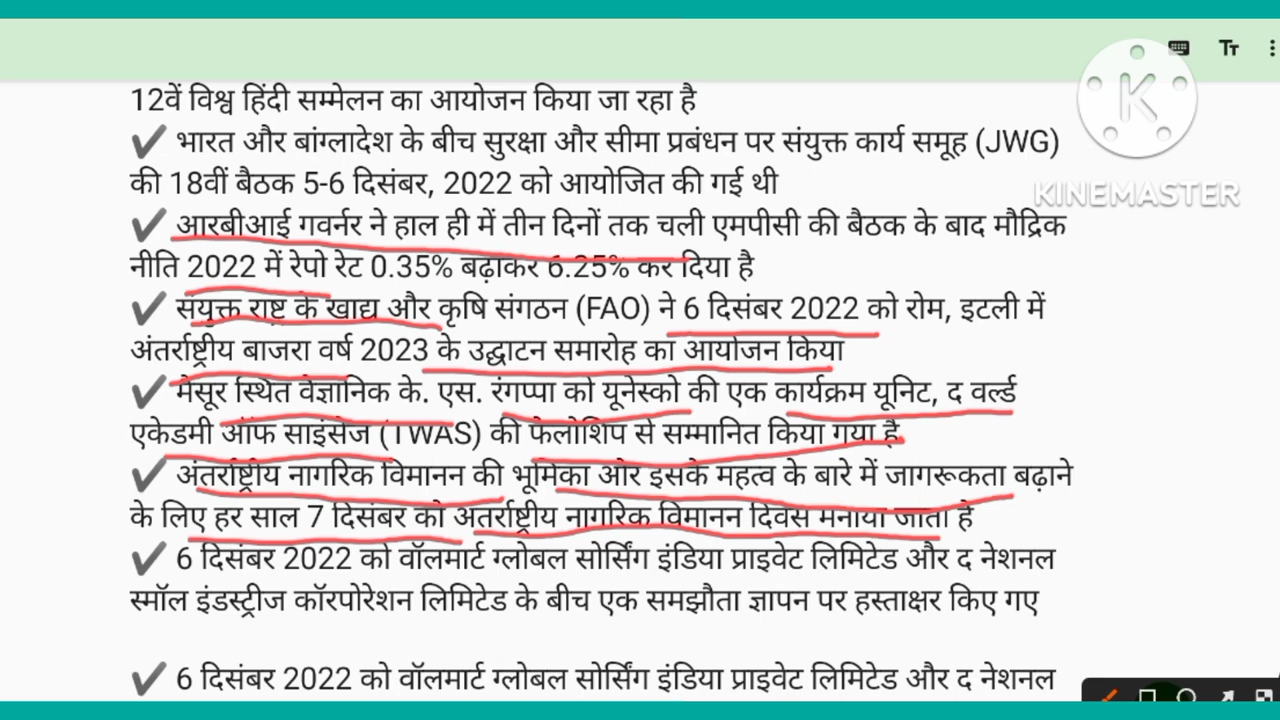 Tт
12वें विश्व हिंदी सम्मेलन का आयोजन किया जा रहा है
K
✔ भारत और बांग्लादेश के बीच सुरक्षा और सीमा प्रबंधन पर संयुक्त कार्य समूह (JWG)
की 18वीं बैठक 5-6 दिसंबर, 2022 को आयोजित की गई थी
KINEMASTER
✔ आरबीआई गवर्नर ने हाल ही में तीन दिनों तक चली एमपीसी की बैठक के बाद मौद्रिक
नीति 2022 में रेपो रेट 0.35% बढ़ाकर 6.25% कर दिया है
✔ संयुक्त राष्ट्र के खाद्य और कृषि संगठन (FAO) ने 6 दिसंबर 2022 को रोम, इटली में
अंतर्राष्ट्रीय बाजरा वर्ष 2023 के उद्घाटन समारोह का आयोजन किया
✔ मैसूर स्थित वैज्ञानिक के. एस. रंगप्पा को यूनेस्को की एक कार्यक्रम यूनिट, द वर्ल्ड
एकेडमी ऑफ साइंसेज (TWAS) की फेलोशिप से सम्मानित किया गया है
✔ अंतर्राष्ट्रीय नागरिक विमानन की भूमिका और इसके महत्व के बारे में जागरूकता बढ़ाने
के लिए हर साल 7 दिसंबर को अंतर्राष्ट्रीय नागरिक विमानन दिवस मनाया जाता है
✔ 6 दिसंबर 2022 को वॉलमार्ट ग्लोबल सोर्सिंग इंडिया प्राइवेट लिमिटेड और द नेशनल
स्मॉल इंडस्ट्रीज कॉरपोरेशन लिमिटेड के बीच एक समझौता ज्ञापन पर हस्ताक्षर किए गए
✔ 6 दिसंबर 2022 को वॉलमार्ट ग्लोबल सोर्सिंग इंडिया प्राइवेट लिमिटेड और द नेशनल